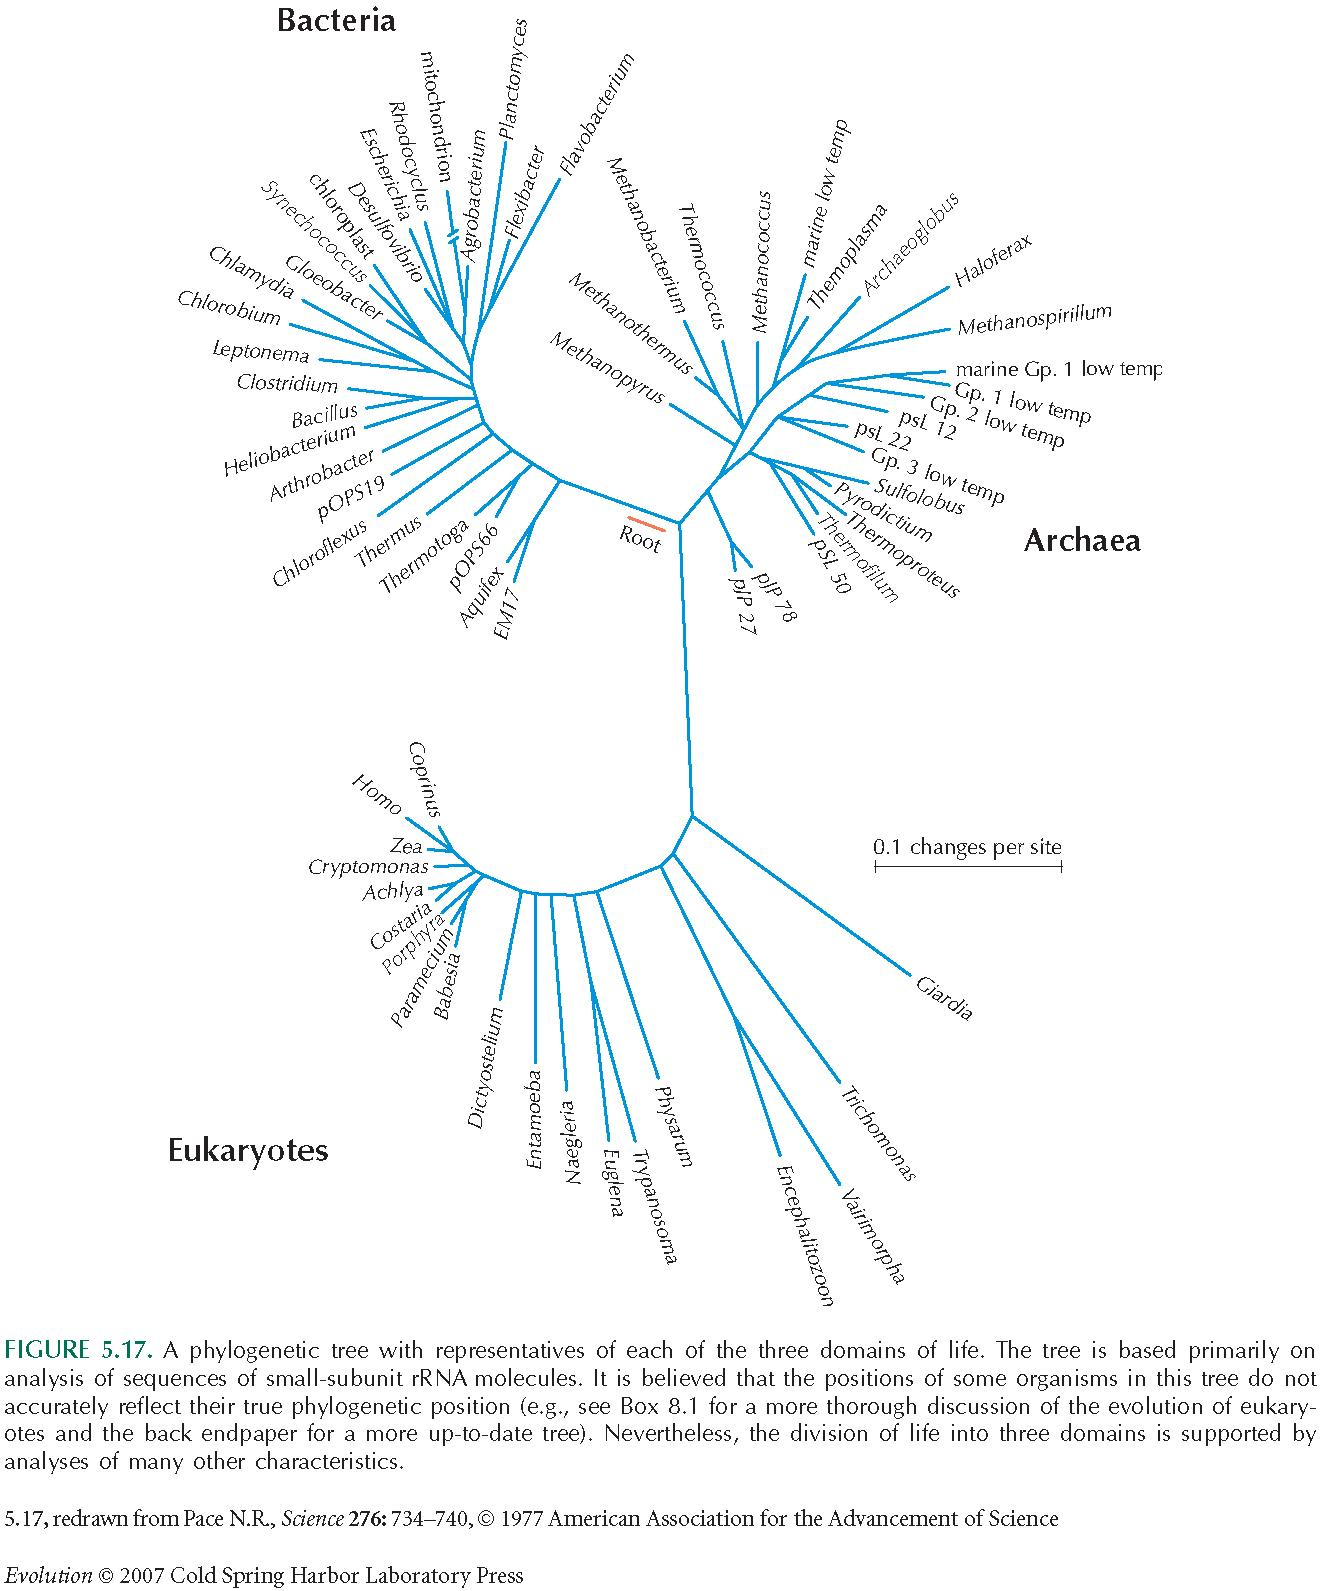 Bacteria
Planctomyces
mitochondrion
Flavobacterium
Rhodocyclus
Escherichia
Agrobacterium
Flexibacter
Desulfovibrio
chloroplast
Synechococcus
Gloeobacter
Chlamydia
Chlorobium
Leptonema
Clostridium
Bacillus
Heliobacterium
Arthrobacter
pOPS19
Chloroflexus
Thermus
Thermotoga
pOPS66
Aquifex
EM17
Root
Methanopyrus
Methanothermus
Methanobacterium
Thermococcus
Methanococcus
marine low temp
Themoplasma
Archaeoglobus
Haloferax
Methanospirillum
marine Gp. 1 low temp
Gp. 1 low temp
Gp. 2 low temp
psL 12
psL 22
Gp. 3 low temp
Sulfolobus
Pyrodictium
Thermoproteus
Thermofilum
pSL 50
pJP 78
pJP 27
Archaea
Coprinus
Homo
Zea
Cryptomonas
Achlya
Costaria
Porphyra
Paramecium
Babesia
Dictyostelium
Entamoeba
Naegleria
Euglena
Trypanosoma
Physarum
Encephalitozoon
Vairimorpha
Trichomonas
Giardia
0.1 changes per site
Eukaryotes
FIGURE 5.17. A phylogenetic tree with representatives of each of the three domains of life. The tree is based primarily on
analysis of sequences of small-subunit rRNA molecules. It is believed that the positions of some organisms in this tree do not
accurately reflect their true phylogenetic position (e.g., see Box 8.1 for a more thorough discussion of the evolution of eukary-
otes and the back endpaper for a more up-to-date tree). Nevertheless, the division of life into three domains is supported by
analyses of many other characteristics.
5.17, redrawn from Pace N.R., Science 276: 734–740, © 1977 American Association for the Advancement of Science
Evolution © 2007 Cold Spring Harbor Laboratory Press